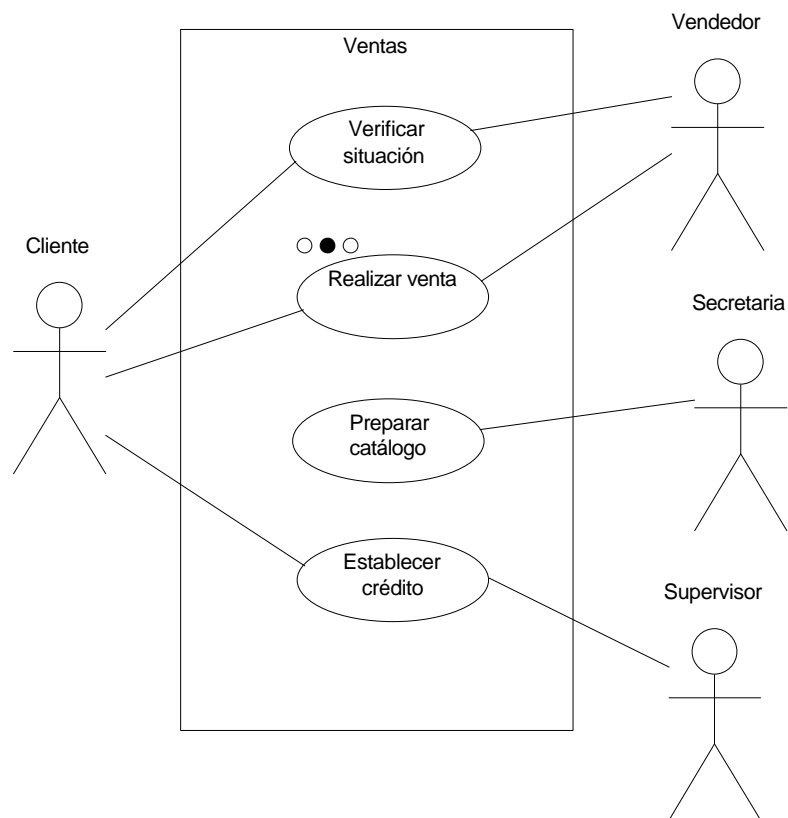 Vendedor
Ventas
Verificar
situación
Cliente
Realizar venta
Secretaria
Preparar
catálogo
Establecer
crédito
Supervisor